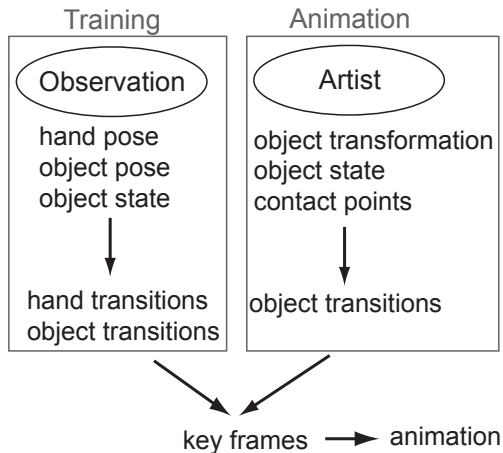 Training
Observation
hand pose
object pose
object state
hand transitions
object transitions
Animation
Artist
object transformation
object state
contact points
object transitions
key frames
animation